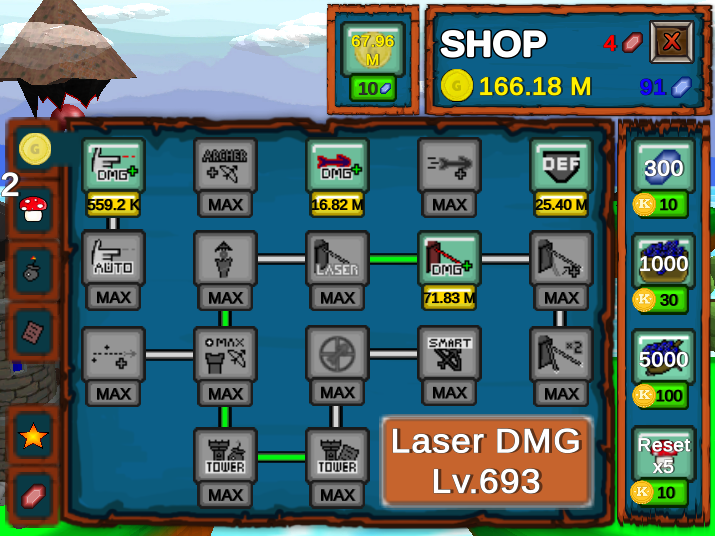 67.96
M
10
SHOP
4
G 166.18 M
91
G
2
DMG
559.2 K
ARCHER
MAX
DMG
16.82 M
MAX
DEF
25.40 M
300
K 10
AUTO
MAX
MAX
LASER
MAX
DMG
71.83 M
MAX
1000
K 30
MAX
MAX
MAX
MAX
SMART
MAX
×2
MAX
5000
K 100
TOWER
MAX
TOWER
MAX
Laser DMG
Lv.693
Reset
x5
K 10